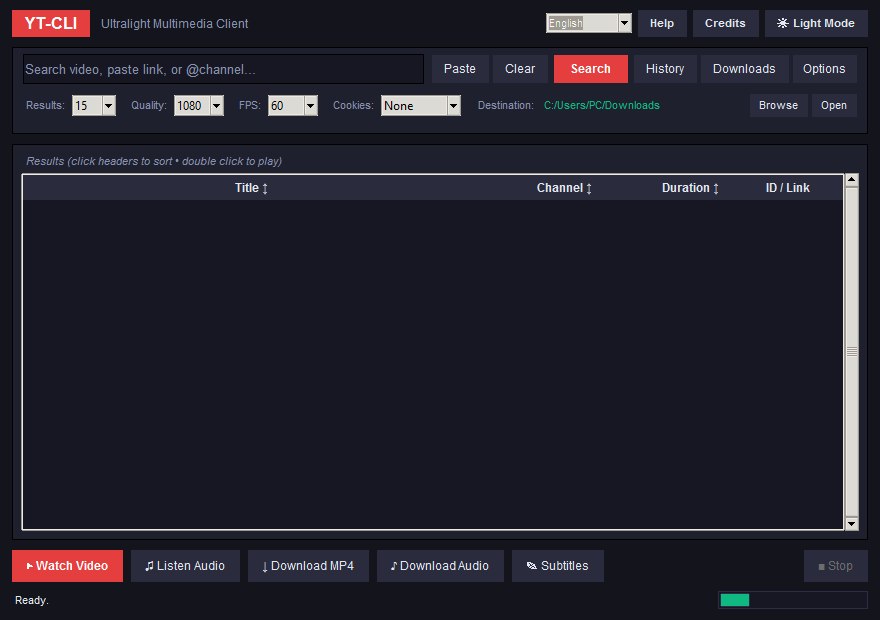 YT-CLI Ultralight Multimedia Client English Help Credits ☀ Light Mode
Search video, paste link, or @channel... Paste Clear Search History Downloads Options
Results: 15 Quality: 1080 FPS: 60 Cookies: None Destination: C:/Users/PC/Downloads Browse Open
Results (click headers to sort • double click to play)
Title ↕ Channel ↕ Duration ↕ ID / Link
▸ Watch Video ♫ Listen Audio ↓ Download MP4 ♪ Download Audio ✎ Subtitles ■ Stop
Ready.